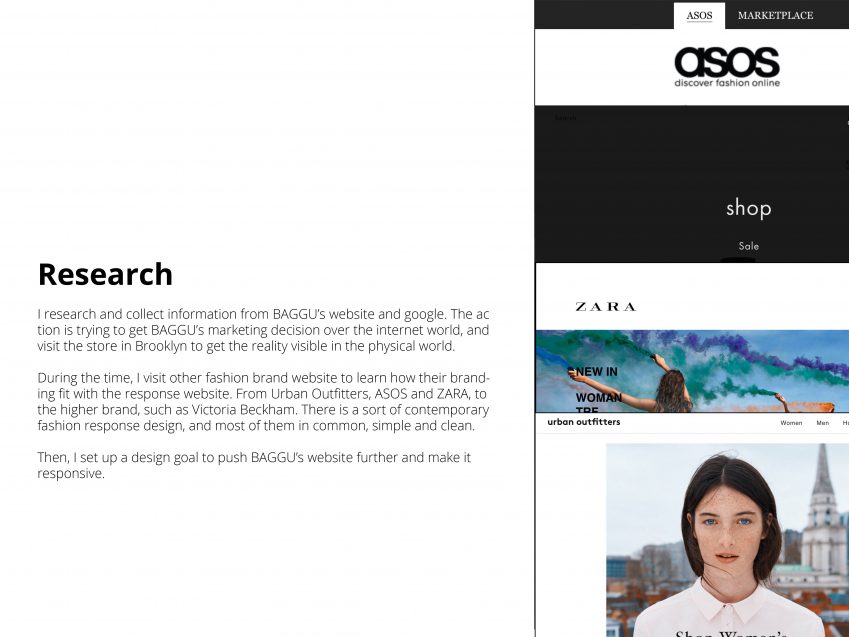 Research
I research and collect information from BAGGU's website and google. The ac
tion is trying to get BAGGU's marketing decision over the internet world, and
visit the store in Brooklyn to get the reality visible in the physical world.
During the time, I visit other fashion brand website to learn how their brand-
ing fit with the response website. From Urban Outfitters, ASOS and ZARA, to
the higher brand, such as Victoria Beckham. There is a sort of contemporary
fashion response design, and most of them in common, simple and clean.
Then, I set up a design goal to push BAGGU's website further and make it
responsive.
ASOS MARKETPLACE
asos
discover fashion online
Search
shop
Sale
ZARA
NEW IN
WOMAN
TRF
urban outfitters
Women Men
Shop Women's